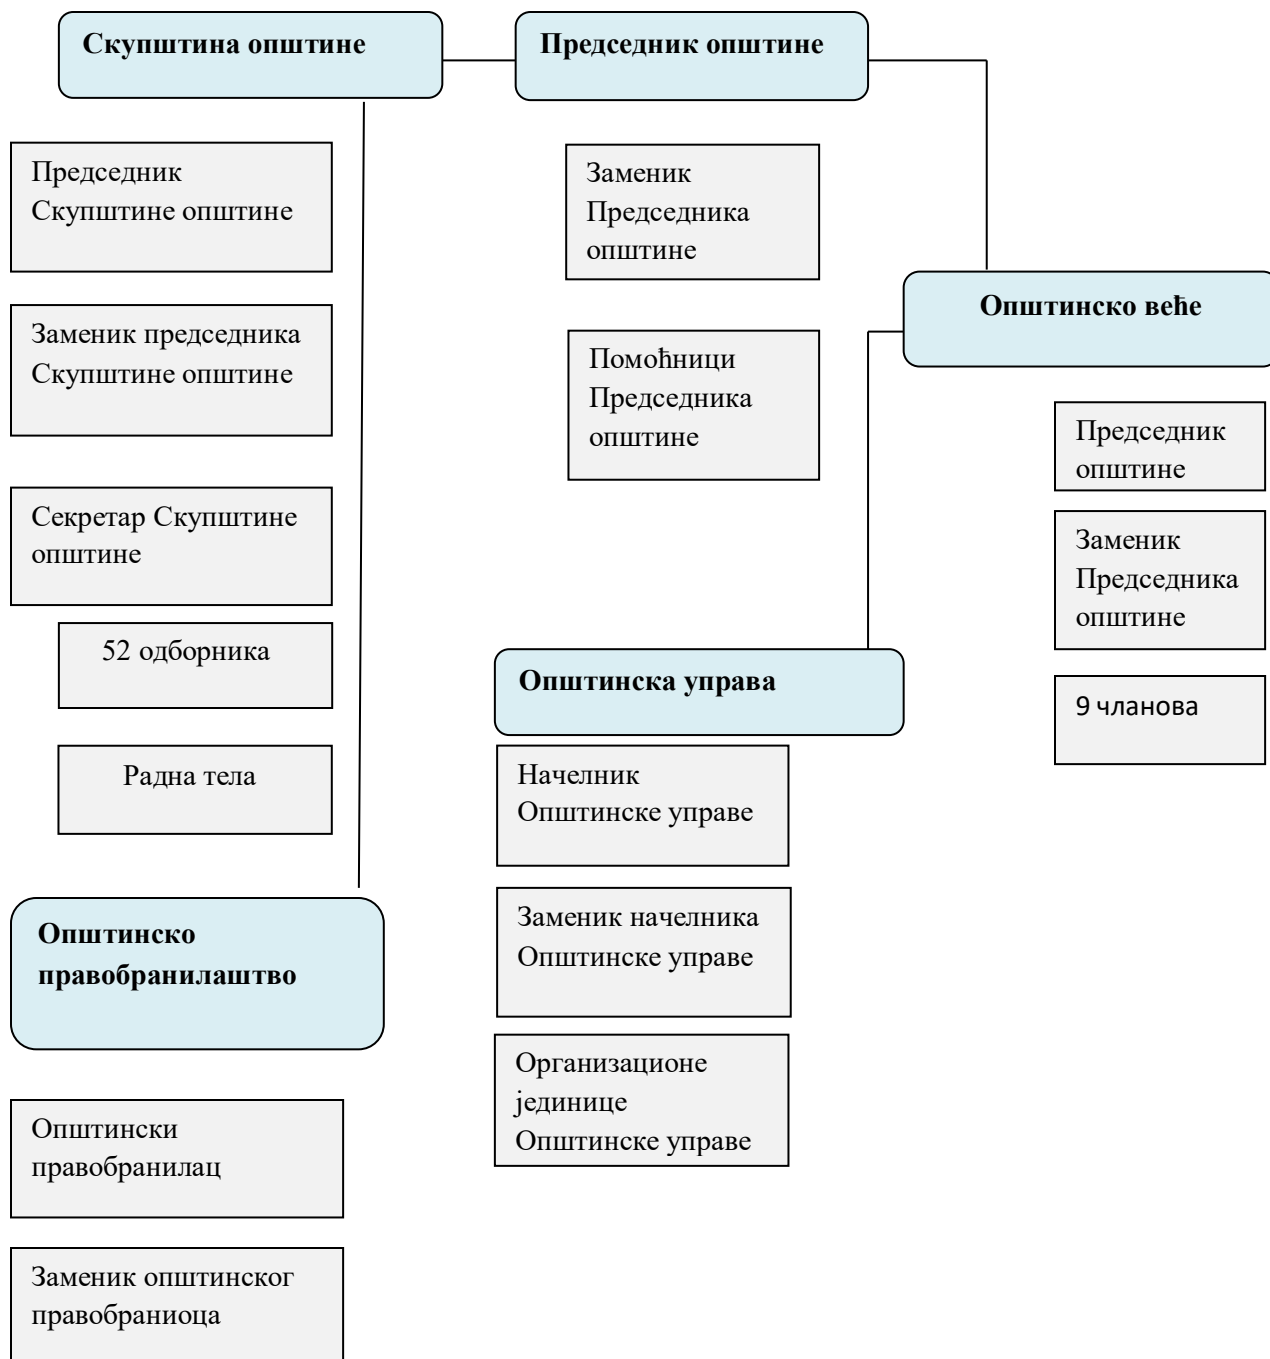 Скупштина општине
Председник општине
Председник
Скупштине општине
Заменик
Председника
општине
Општинско веће
Заменик председника
Скупштине општине
Помоћници
Председника
општине
Председник
општине
Секретар Скупштине
општине
Заменик
Председника
општине
52 одборника
Општинска управа
9 чланова
Радна тела
Начелник
Општинске управе
Општинско
правобранилаштво
Заменик начелника
Општинске управе
Организационе
јединице
Општинске управе
Општински
правобранилац
Заменик општинског
правобраниоца